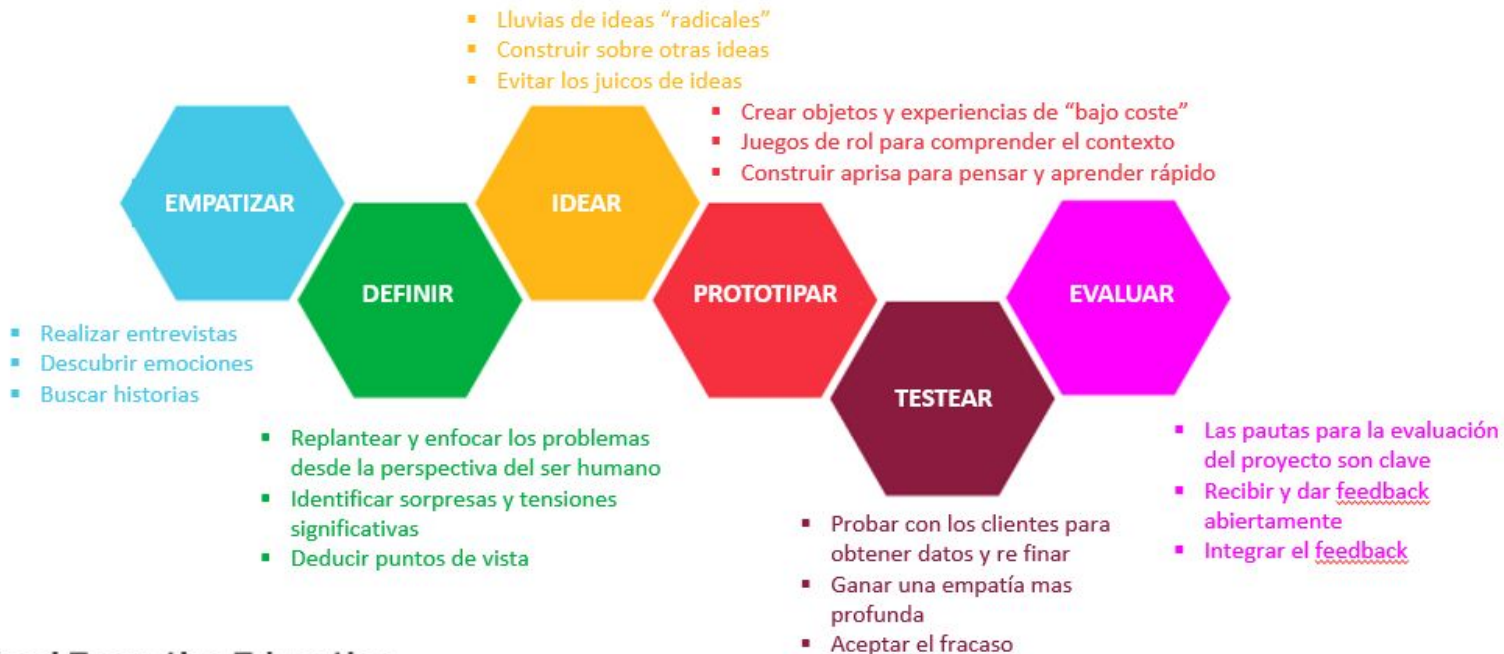 ▪ Lluvias de ideas “radicales”
▪ Construir sobre otras ideas
▪ Evitar los juicos de ideas
▪ Crear objetos y experiencias de “bajo coste”
▪ Juegos de rol para comprender el contexto
▪ Construir aprisa para pensar y aprender rápido
EMPATIZAR
IDEAR
DEFINIR
PROTOTIPAR
EVALUAR
TESTEAR
▪ Realizar entrevistas
▪ Descubrir emociones
▪ Buscar historias
▪ Replantear y enfocar los problemas
desde la perspectiva del ser humano
▪ Identificar sorpresas y tensiones
significativas
▪ Deducir puntos de vista
▪ Probar con los clientes para
obtener datos y re finar
▪ Ganar una empatía mas
profunda
▪ Aceptar el fracaso
▪ Las pautas para la evaluación
del proyecto son clave
▪ Recibir y dar feedback
abiertamente
▪ Integrar el feedback